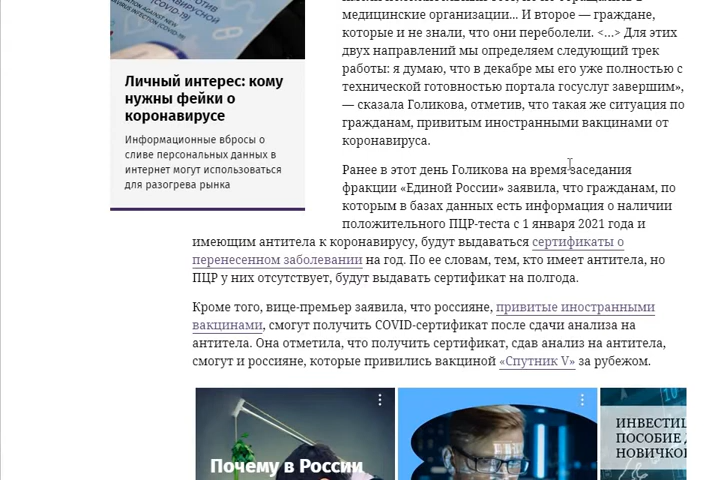 медицинские организации... И второе — граждане,
которые и не знали, что они переболели. <...> Для этих
двух направлений мы определяем следующий трек
работы: я думаю, что в декабре мы его уже полностью с
технической готовностью портала госуслуг завершим»,
— сказала Голикова, отметив, что такая же ситуация по
гражданам, привитым иностранными вакцинами от
коронавируса.
Личный интерес: кому
нужны фейки о
коронавирусе
Информационные вбросы о
сливе персональных данных в
интернет могут использоваться
для разогрева рынка
Ранее в этот день Голикова на время заседания
фракции «Единой России» заявила, что гражданам, по
которым в базах данных есть информация о наличии
положительного ПЦР-теста с 1 января 2021 года и
имеющим антитела к коронавирусу, будут выдаваться сертификаты о
перенесенном заболевании на год. По ее словам, тем, кто имеет антитела, но
ПЦР у них отсутствует, будут выдавать сертификат на полгода.
Кроме того, вице-премьер заявила, что россияне, привитые иностранными
вакцинами, смогут получить COVID-сертификат после сдачи анализа на
антитела. Она отметила, что получить сертификат, сдав анализ на антитела,
смогут и россияне, которые привились вакциной «Спутник V» за рубежом.
Почему в России
ПОСОБИЕ